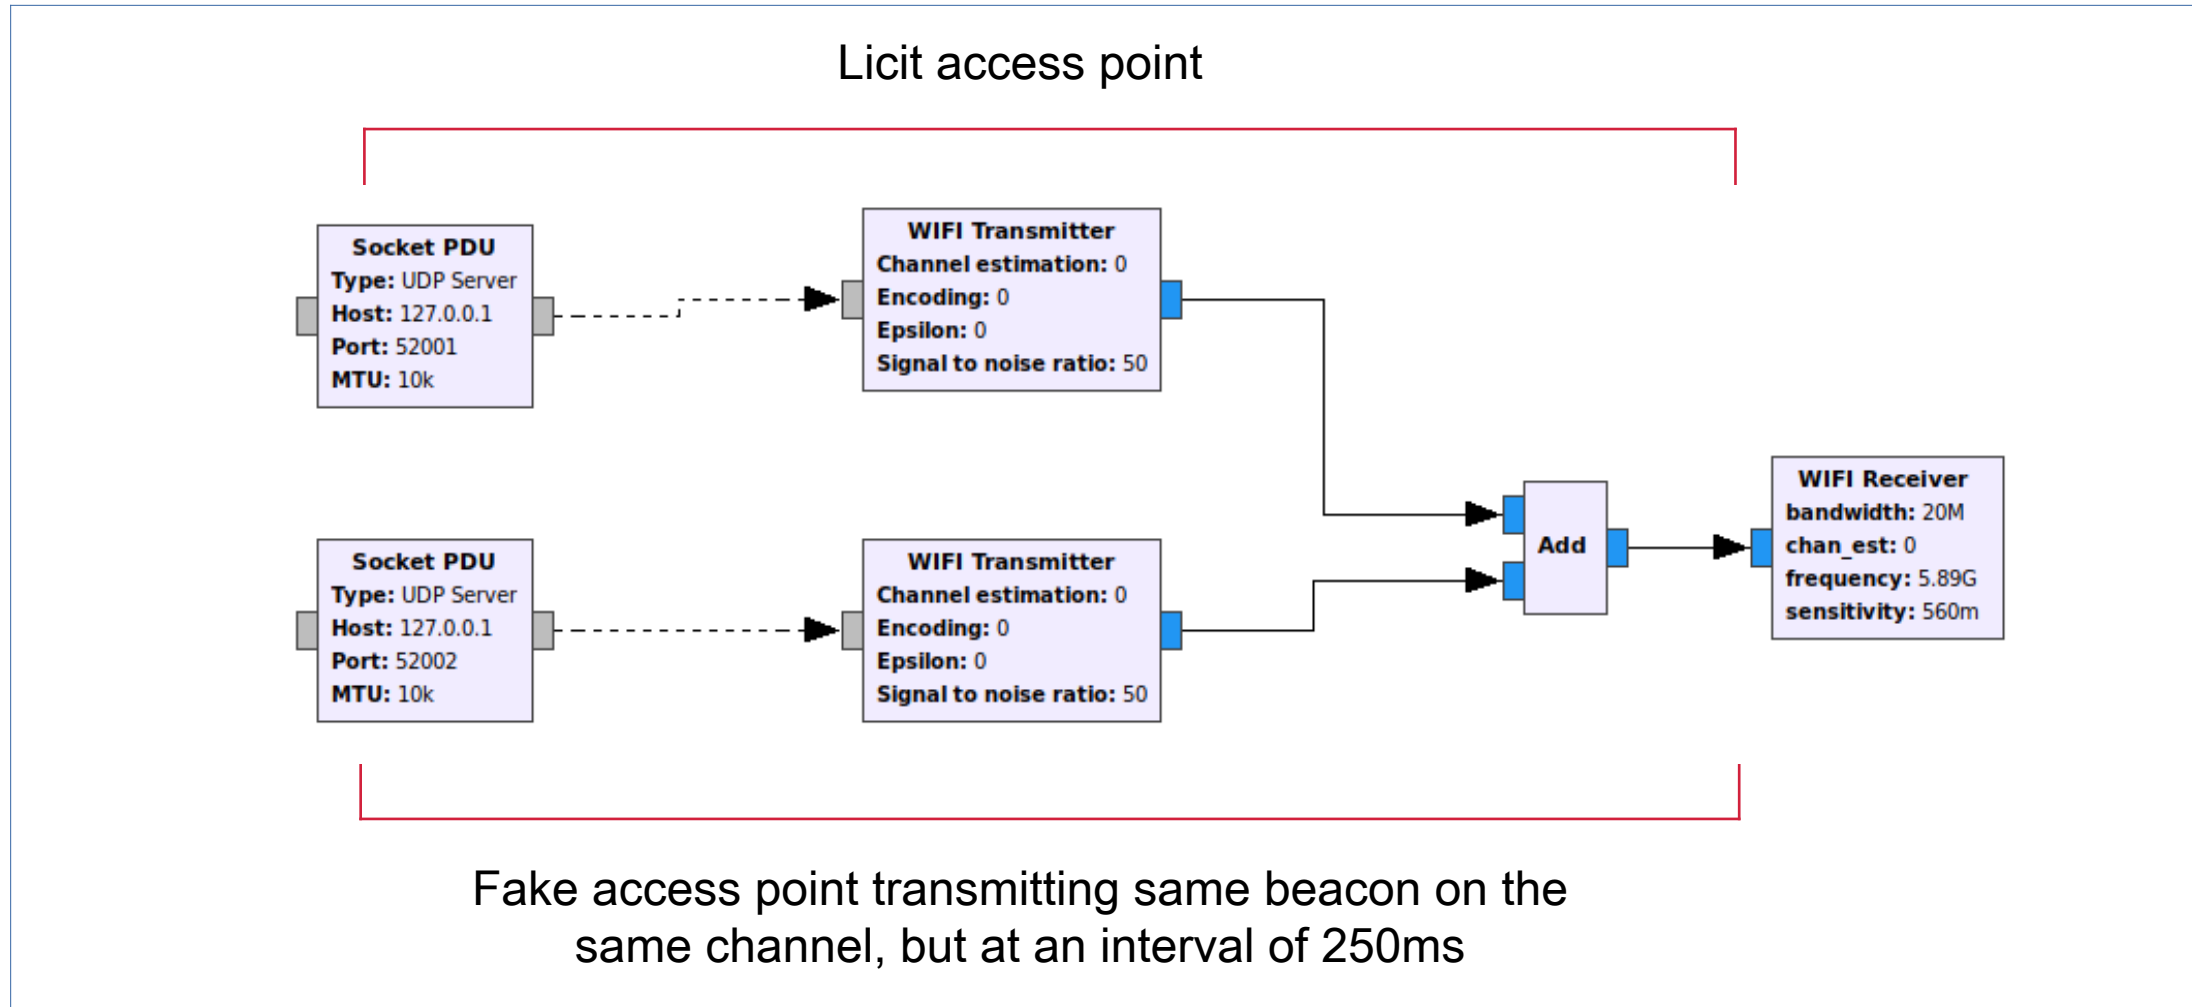 Licit access point
Socket PDU
Type: UDP Server
Host: 127.0.0.1
Port: 52001
MTU: 10k
WIFI Transmitter
Channel estimation: 0
Encoding: 0
Epsilon: 0
Signal to noise ratio: 50
Socket PDU
Type: UDP Server
Host: 127.0.0.1
Port: 52002
MTU: 10k
WIFI Transmitter
Channel estimation: 0
Encoding: 0
Epsilon: 0
Signal to noise ratio: 50
Add
WIFI Receiver
bandwidth: 20M
chan_est: 0
frequency: 5.89G
sensitivity: 560m
Fake access point transmitting same beacon on the
same channel, but at an interval of 250ms